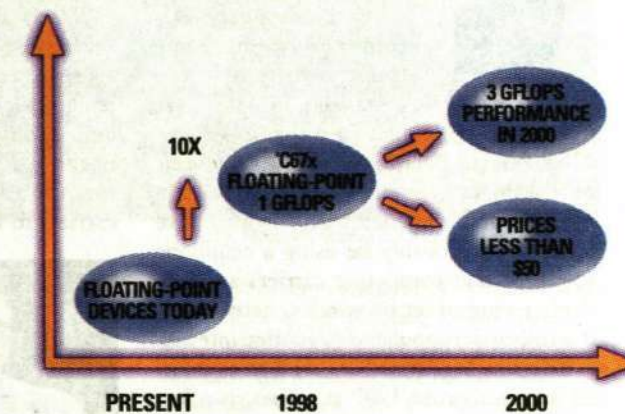 3 GFLOPS
PERFORMANCE
IN 2000
10X
'C67x
FLOATING-POINT
1 GFLOPS
PRICES
LESS THAN
$50
FLOATING-POINT
DEVICES TODAY
PRESENT 1998 2000